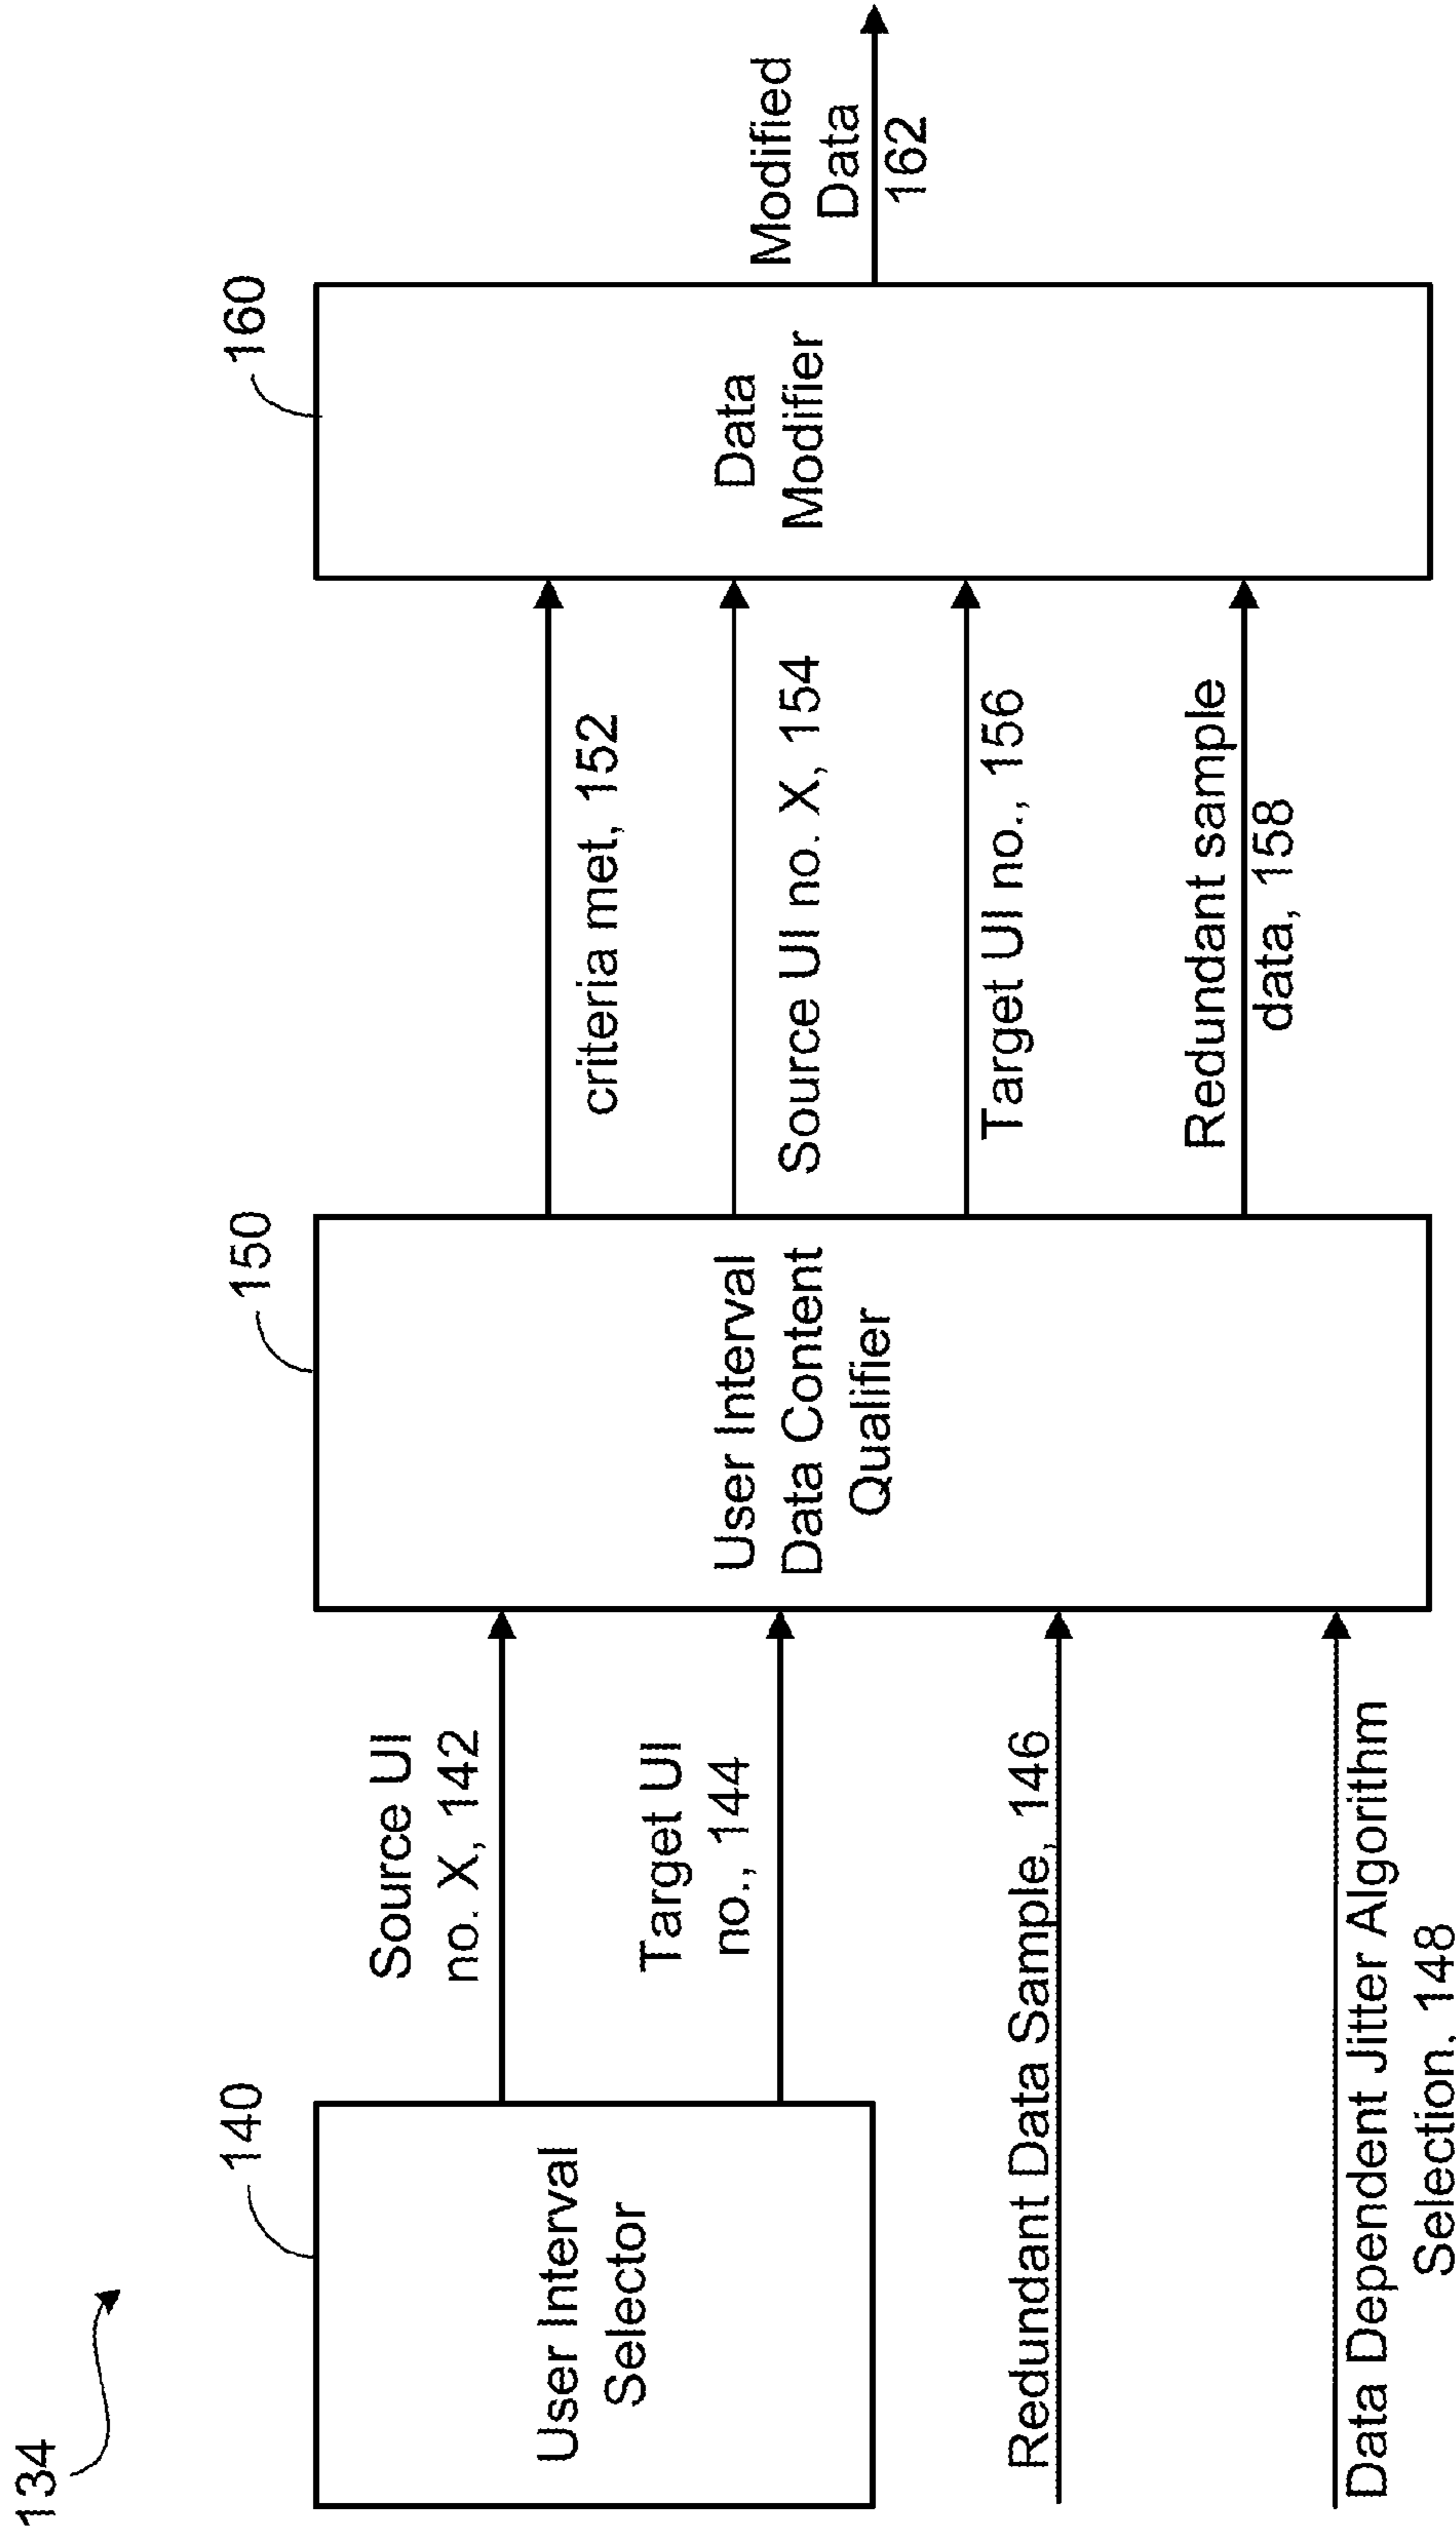 134
140
User Interval
Selector
Source UI
no. X, 142
Target UI
no., 144
Redundant Data Sample, 146
Data Dependent Jitter Algorithm
Selection, 148
150
User Interval
Data Content
Qualifier
criteria met, 152
Source UI no. X, 154
Target UI no., 156
Redundant sample
data, 158
160
Data
Modifier
Modified
Data
162